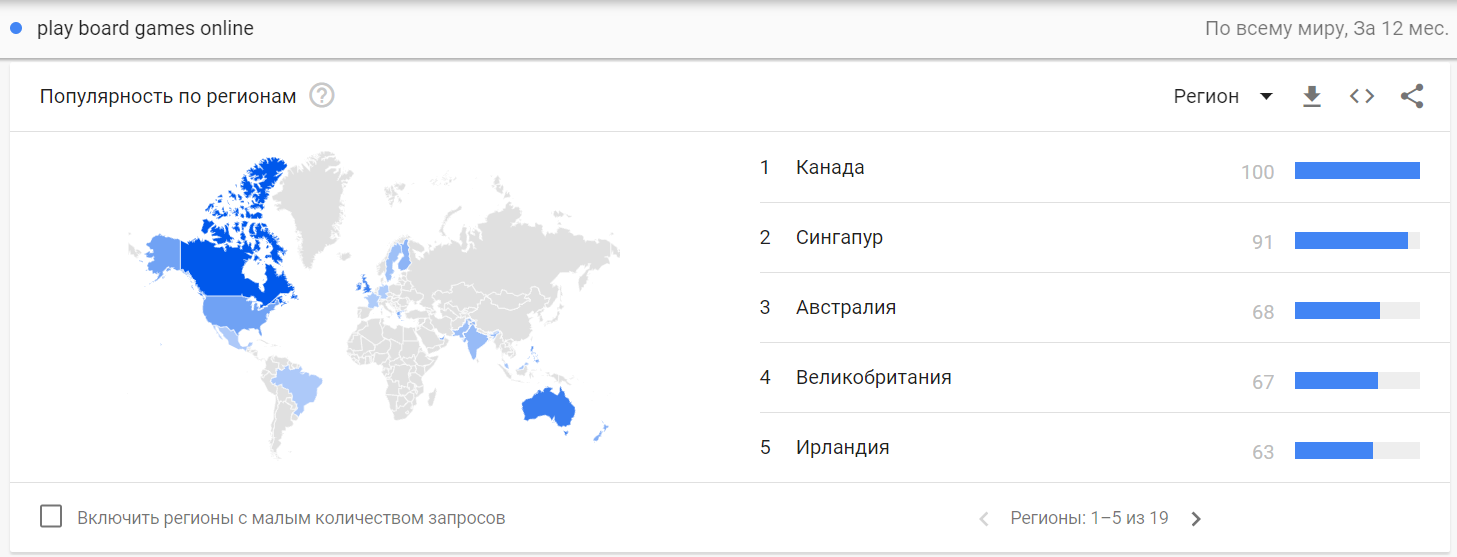 play board games online
По всему миру, За 12 мес.
Популярность по регионам ?
Регион
1 Канада 100
2 Сингапур 91
3 Австралия 68
4 Великобритания 67
5 Ирландия 63
Включить регионы с малым количеством запросов
Регионы: 1–5 из 19